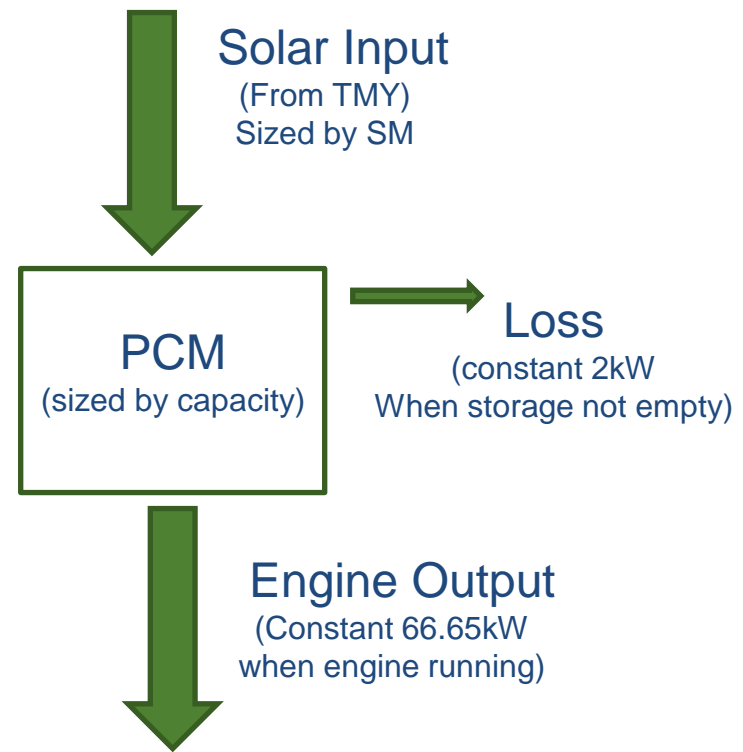 Solar Input
(From TMY)
Sized by SM
PCM
(sized by capacity)
Loss
(constant 2kW
When storage not empty)
Engine Output
(Constant 66.65kW
when engine running)